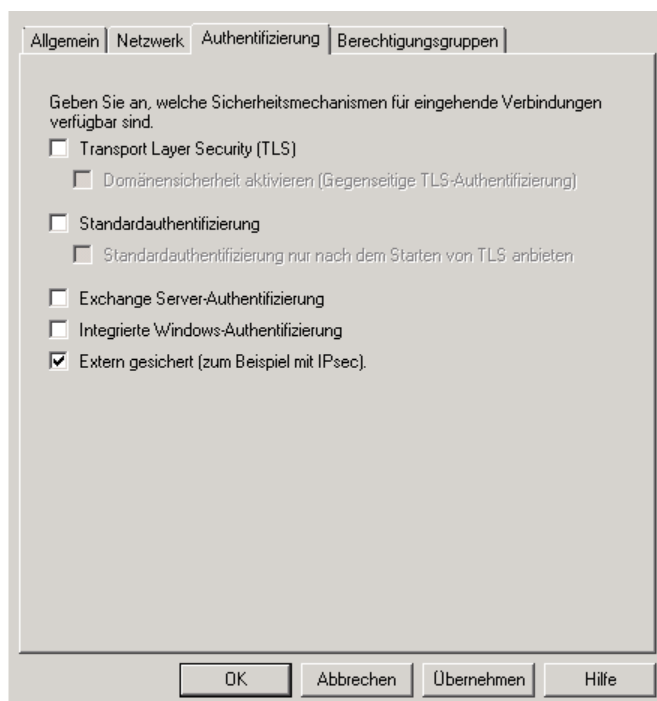 Allgemein Netzwerk Authentifizierung Berechtigungsgruppen
Geben Sie an, welche Sicherheitsmechanismen für eingehende Verbindungen
verfügbar sind.
Transport Layer Security (TLS)
Domänensicherheit aktivieren (Gegenseitige TLS-Authentifizierung)
Standardauthentifizierung
Standardauthentifizierung nur nach dem Starten von TLS anbieten
Exchange Server-Authentifizierung
Integrierte Windows-Authentifizierung
Extern gesichert (zum Beispiel mit IPsec).
OK Abbrechen Übernehmen Hilfe